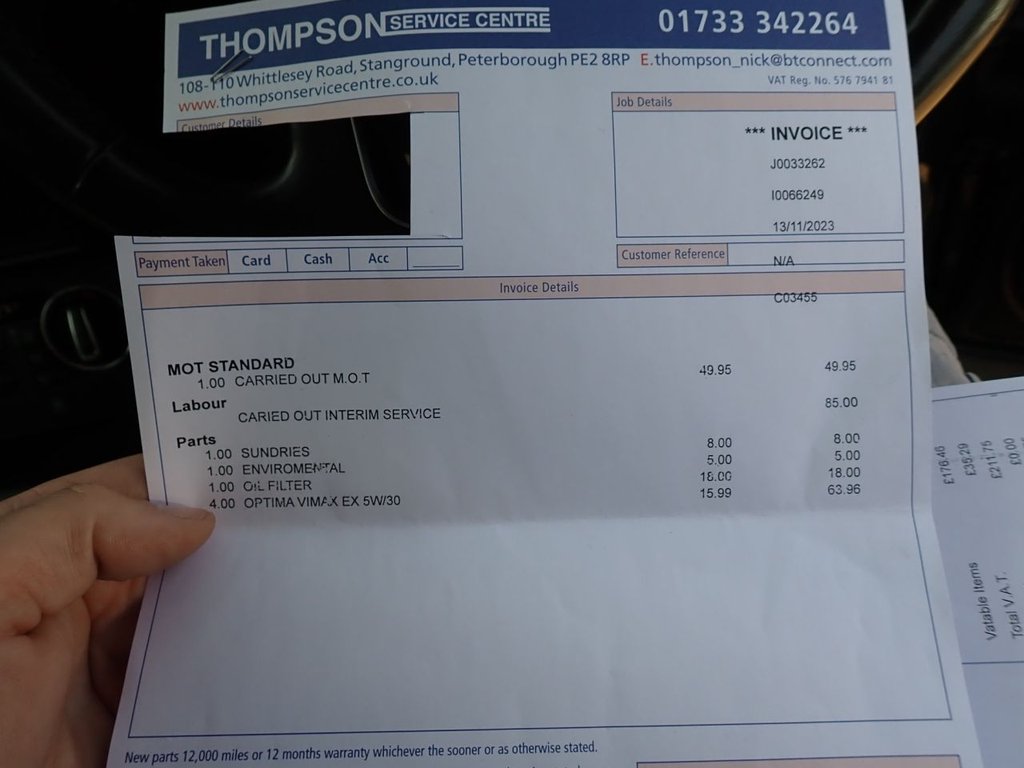 THOMPSON SERVICE CENTRE 01733 342264
108-110 Whittlesey Road, Stanground, Peterborough PE2 8RP E.thompson_nick@btconnect.com
www.thompsonservicecentre.co.uk
VAT Reg. No. 576 7941 81
Customer Details
Job Details
*** INVOICE ***
J0033262
I0066249
13/11/2023
Payment Taken Card Cash Acc
Customer Reference N/A
Invoice Details
C03455
MOT STANDARD
1.00 CARRIED OUT M.O.T 49.95 49.95
Labour
CARIED OUT INTERIM SERVICE 85.00
Parts
1.00 SUNDRIES 8.00 8.00
1.00 ENVIROMENTAL 5.00 5.00
1.00 OIL FILTER 18.00 18.00
4.00 OPTIMA VIMAX EX 5W/30 15.99 63.96
New parts 12,000 miles or 12 months warranty whichever the sooner or as otherwise stated.
Vatable Items £176.46
Total V.A.T. £35.29
£211.75
£0.00